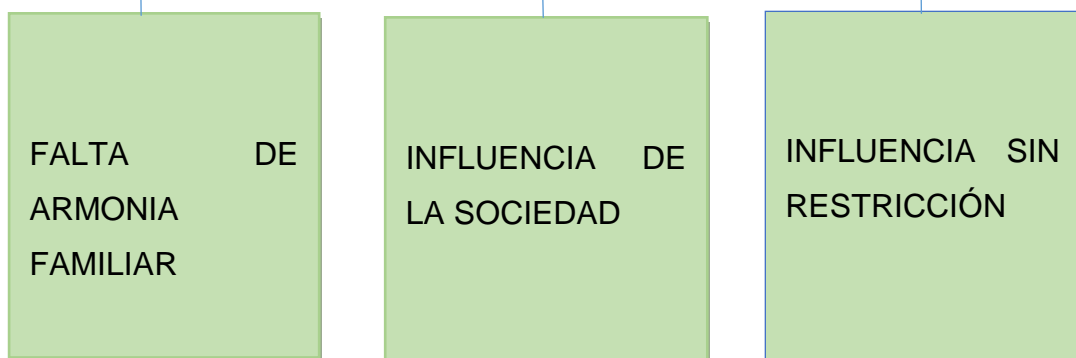 FALTA DE
ARMONIA
FAMILIAR
INFLUENCIA DE
LA SOCIEDAD
INFLUENCIA SIN
RESTRICCIÓN